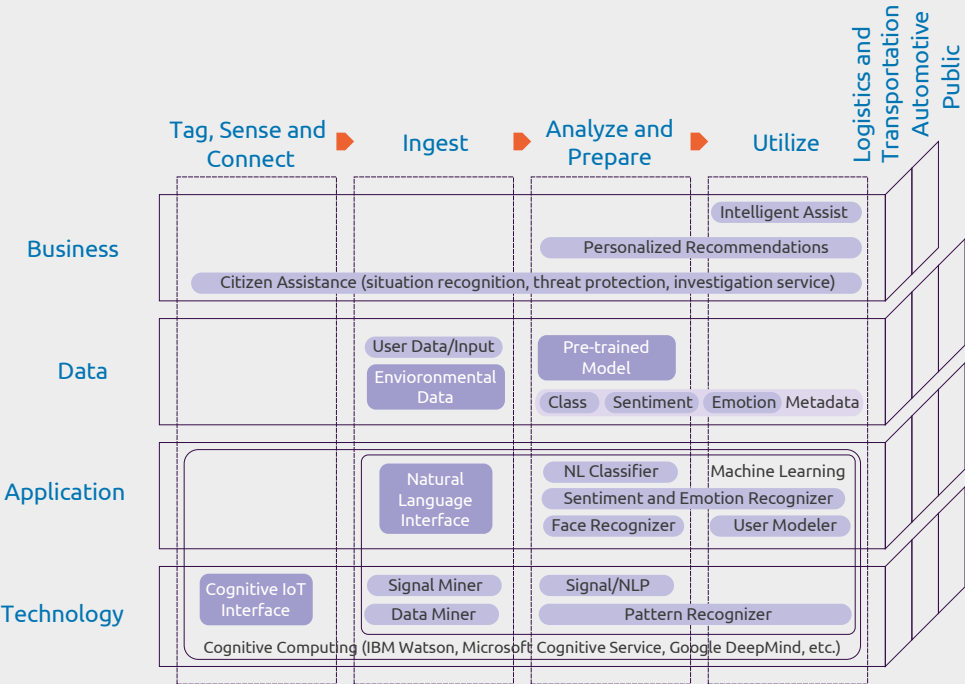 Logistics and
Transportation
Automotive
Public
Tag, Sense and
Connect
Ingest
Analyze and
Prepare
Utilize
Business
Intelligent Assist
Personalized Recommendations
Citizen Assistance (situation recognition, threat protection, investigation service)
Data
User Data/Input
Envioronmental
Data
Pre-trained
Model
Class
Sentiment
Emotion
Metadata
Application
Natural
Language
Interface
NL Classifier
Machine Learning
Sentiment and Emotion Recognizer
Face Recognizer
User Modeler
Technology
Cognitive IoT
Interface
Signal Miner
Data Miner
Signal/NLP
Pattern Recognizer
Cognitive Computing (IBM Watson, Microsoft Cognitive Service, Google DeepMind, etc.)